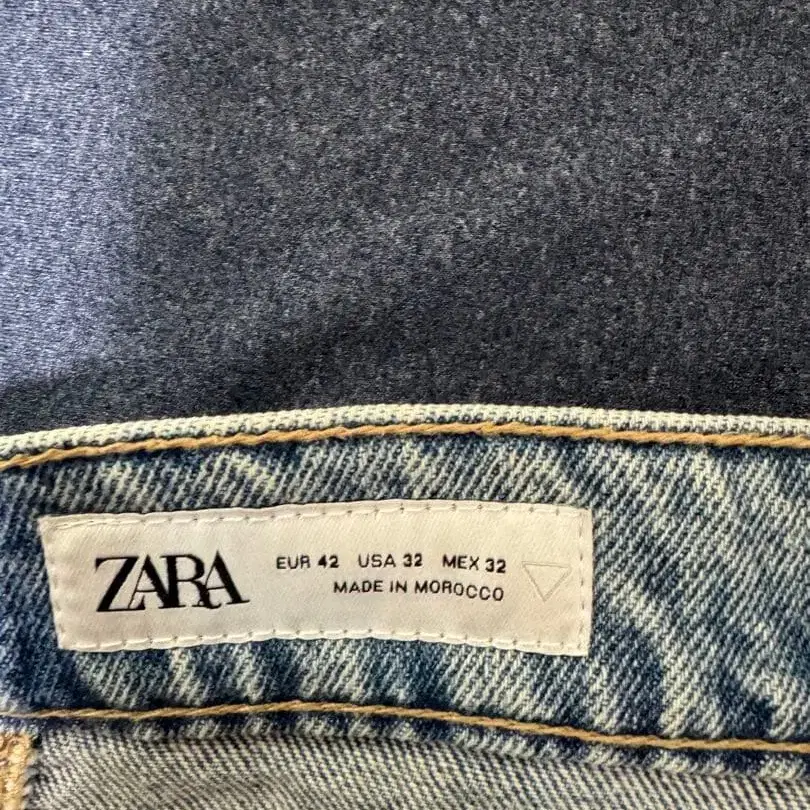 ZARA
EUR 42 USA 32 MEX 32
MADE IN MOROCCO